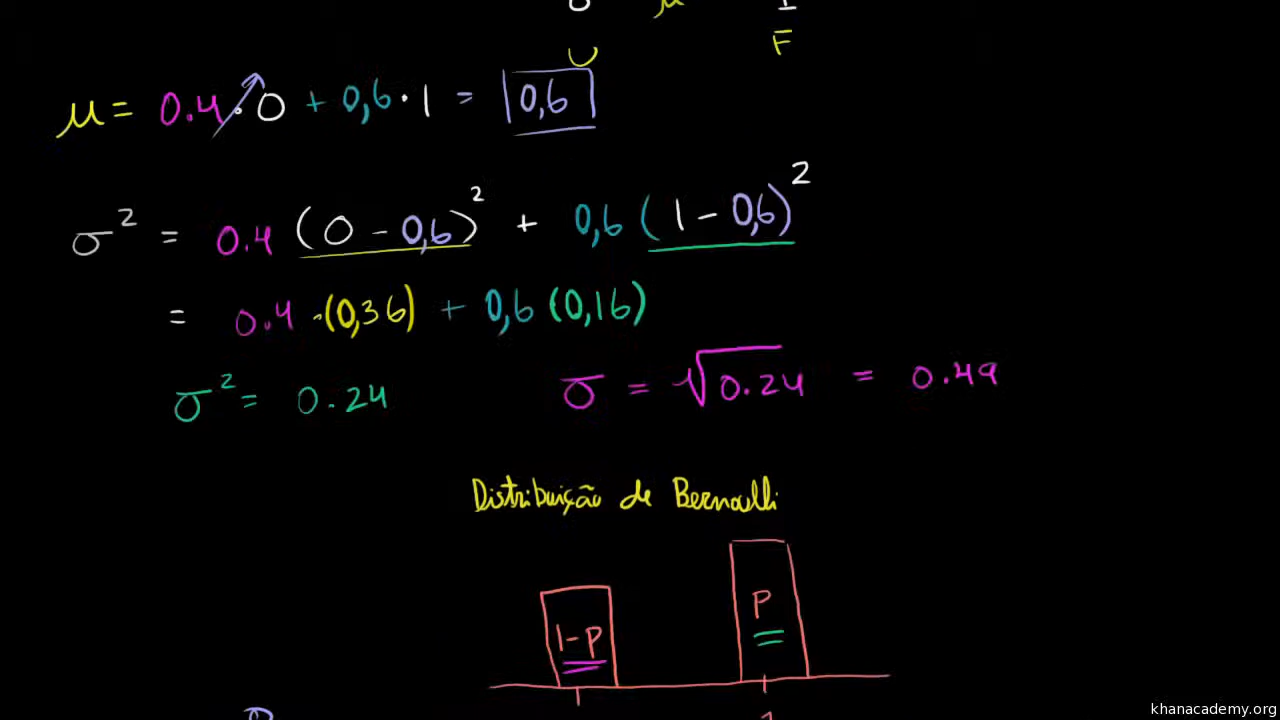 U F
μ = 0.4 · 0 + 0,6 · 1 = 0,6
σ² = 0.4 (0 - 0,6)² + 0,6 (1 - 0,6)²
= 0.4 · (0,36) + 0,6 (0,16)
σ² = 0.24 σ = √0.24 = 0.49
Distribuição de Bernoulli
P
1-P
khanacademy.org